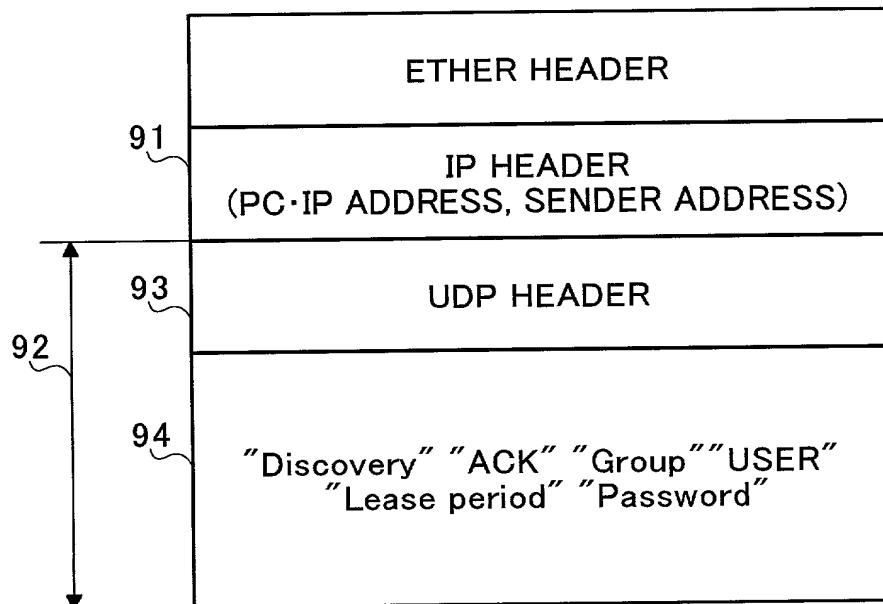 ETHER HEADER
91
IP HEADER
(PC·IP ADDRESS, SENDER ADDRESS)
93
UDP HEADER
92
94
"Discovery" "ACK" "Group""USER"
"Lease period" "Password"